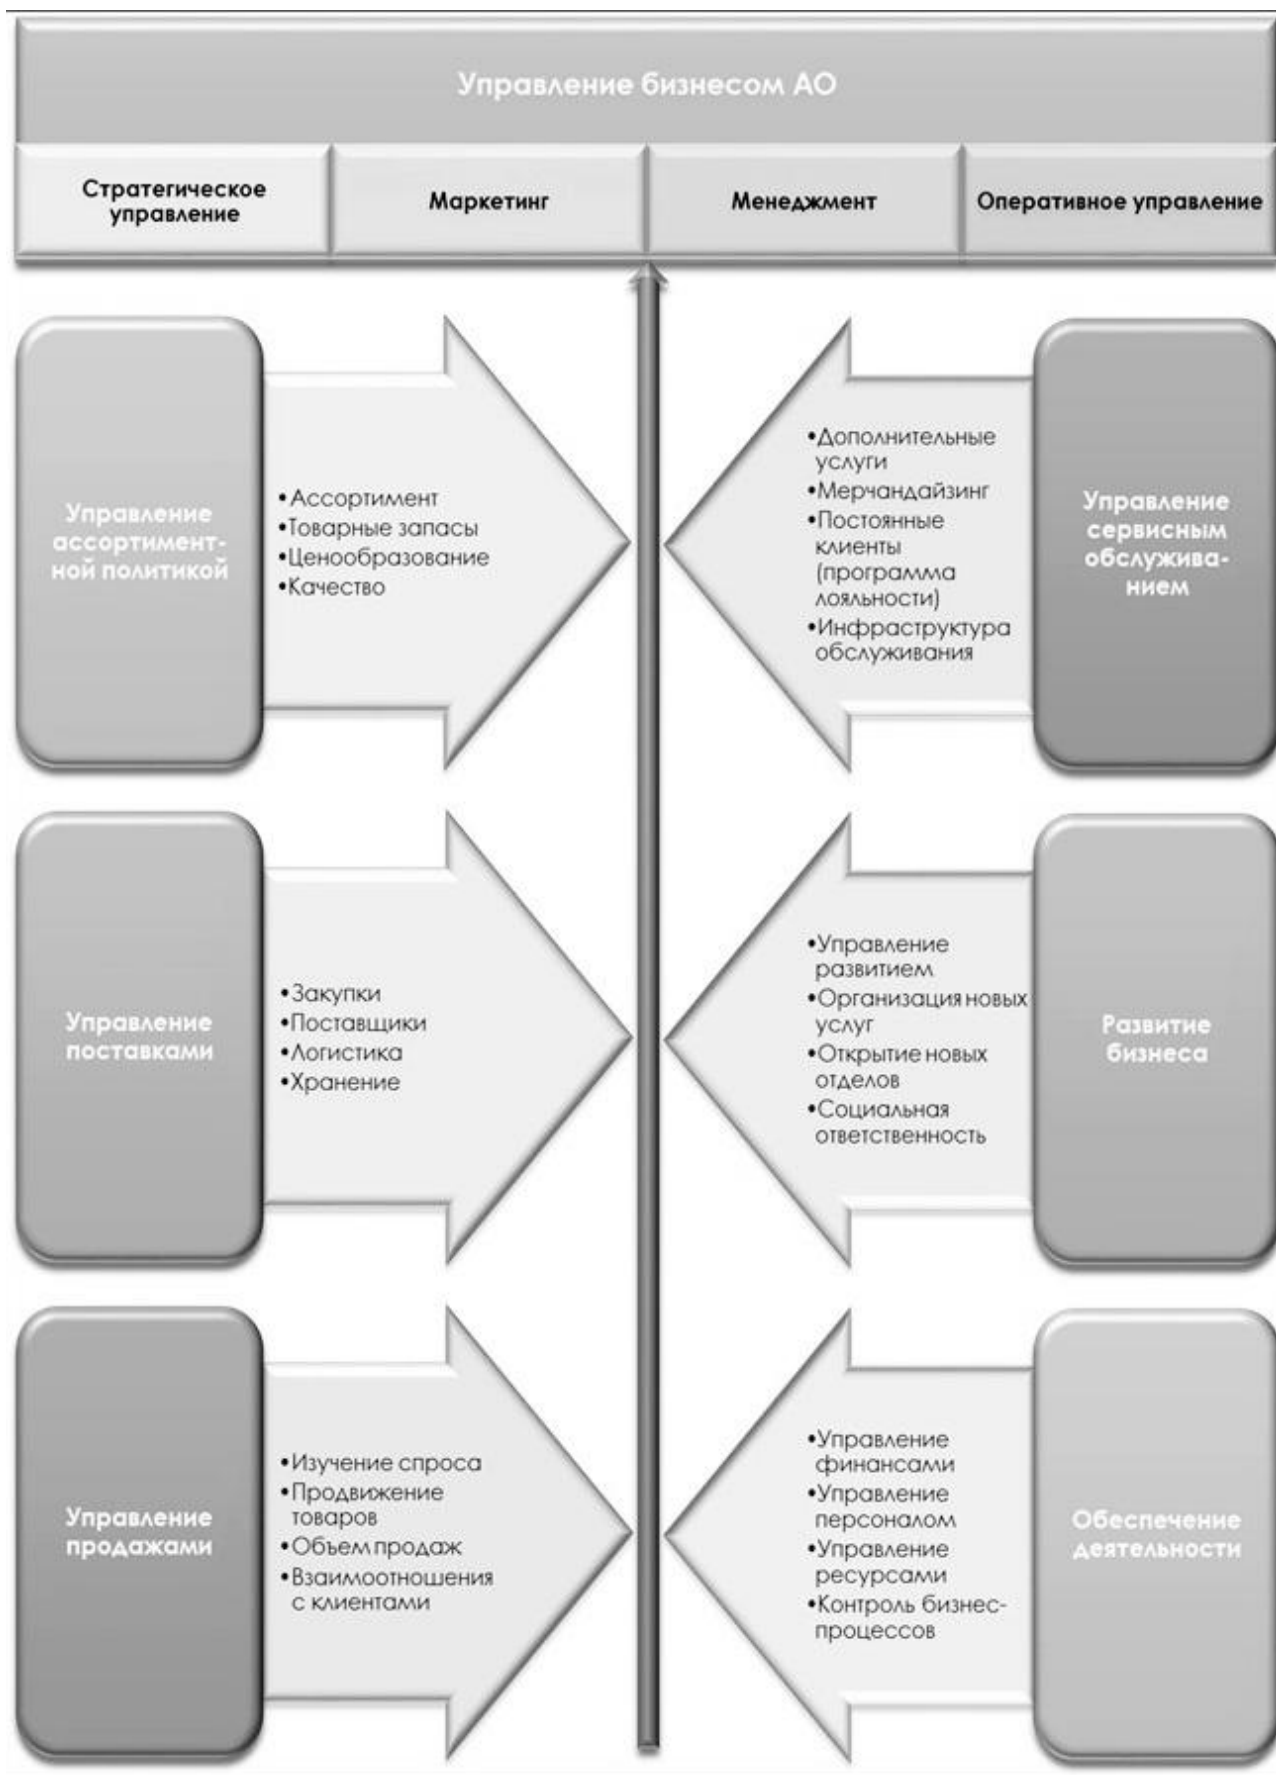 Управление бизнесом АО
Стратегическое
управление
Маркетинг
Менеджмент
Оперативное управление
Управление
ассортимент-
ной политикой
•Ассортимент
•Товарные запасы
•Ценообразование
•Качество
•Дополнительные
услуги
•Мерчандайзинг
•Постоянные
клиенты
(программа
лояльности)
•Инфраструктура
обслуживания
Управление
сервисным
обслужива-
нием
Управление
поставками
•Закупки
•Поставщики
•Логистика
•Хранение
•Управление
развитием
•Организация новых
услуг
•Открытие новых
отделов
•Социальная
ответственность
Развитие
бизнеса
Управление
продажами
•Изучение спроса
•Продвижение
товаров
•Объем продаж
•Взаимоотношения
с клиентами
•Управление
финансами
•Управление
персоналом
•Управление
ресурсами
•Контроль бизнес-
процессов
Обеспечение
деятельности